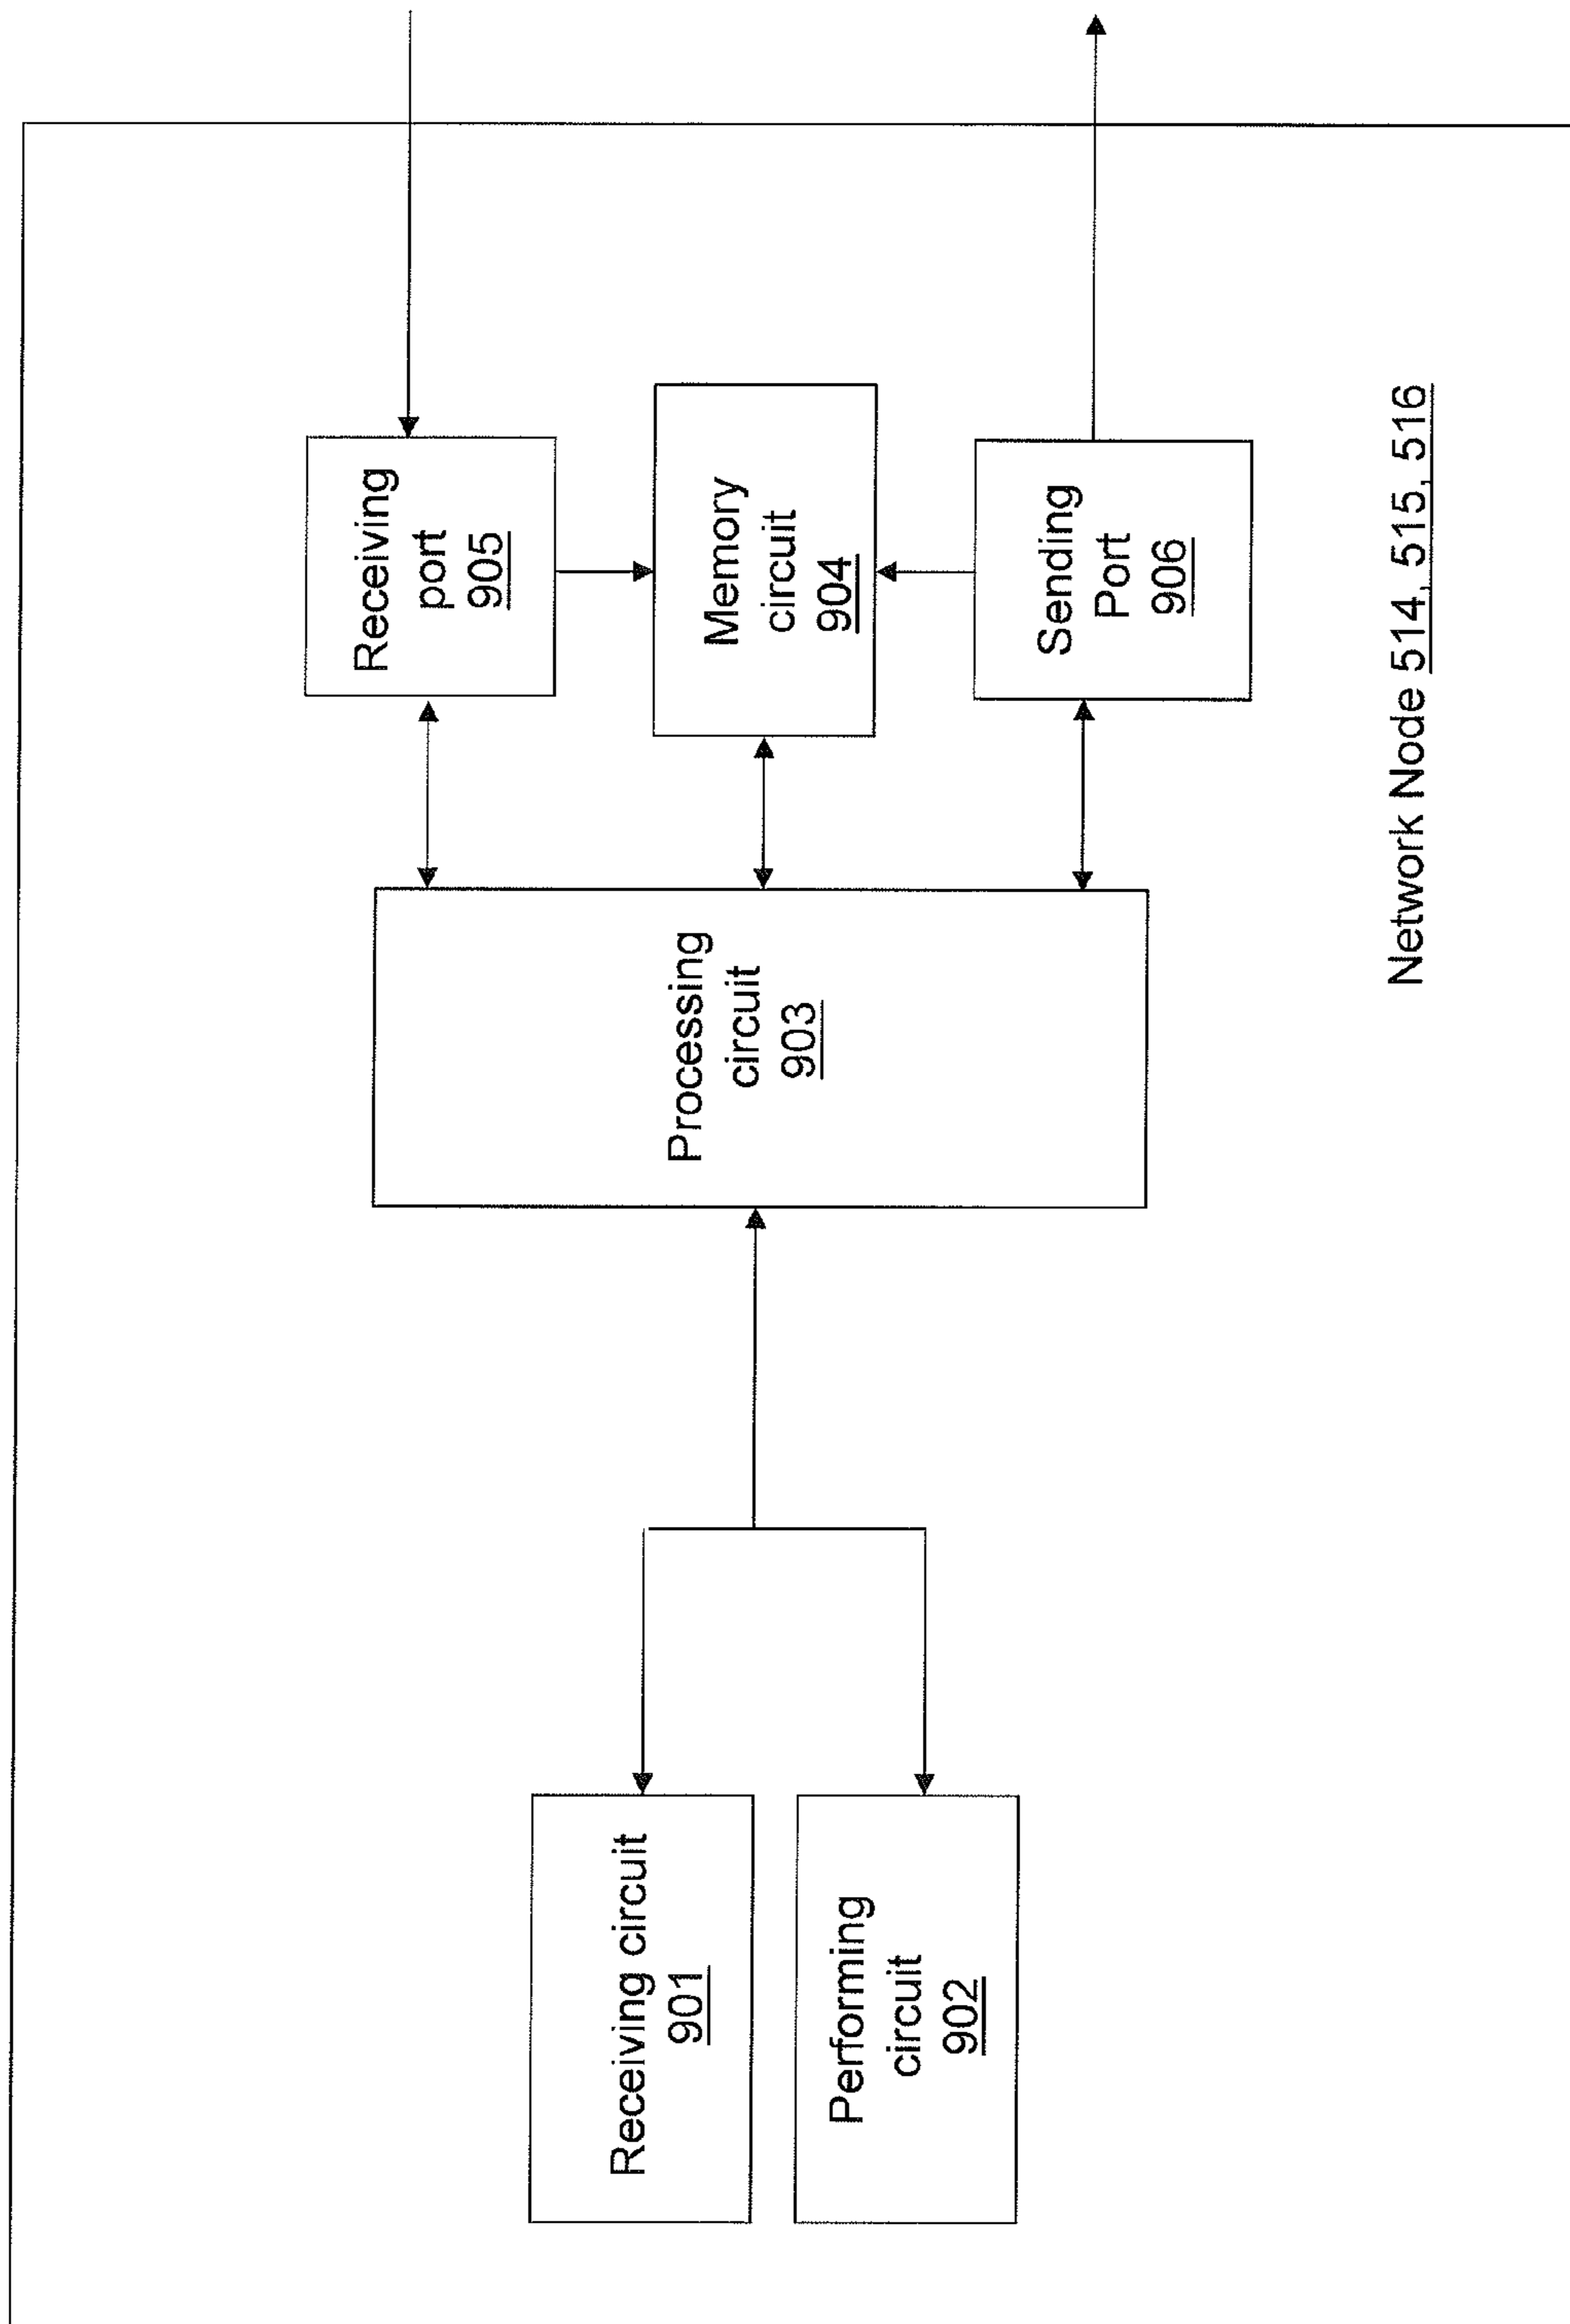 Receiving circuit
901
Performing
circuit
902
Processing
circuit
903
Receiving
port
905
Memory
circuit
904
Sending
Port
906
Network Node 514, 515, 516